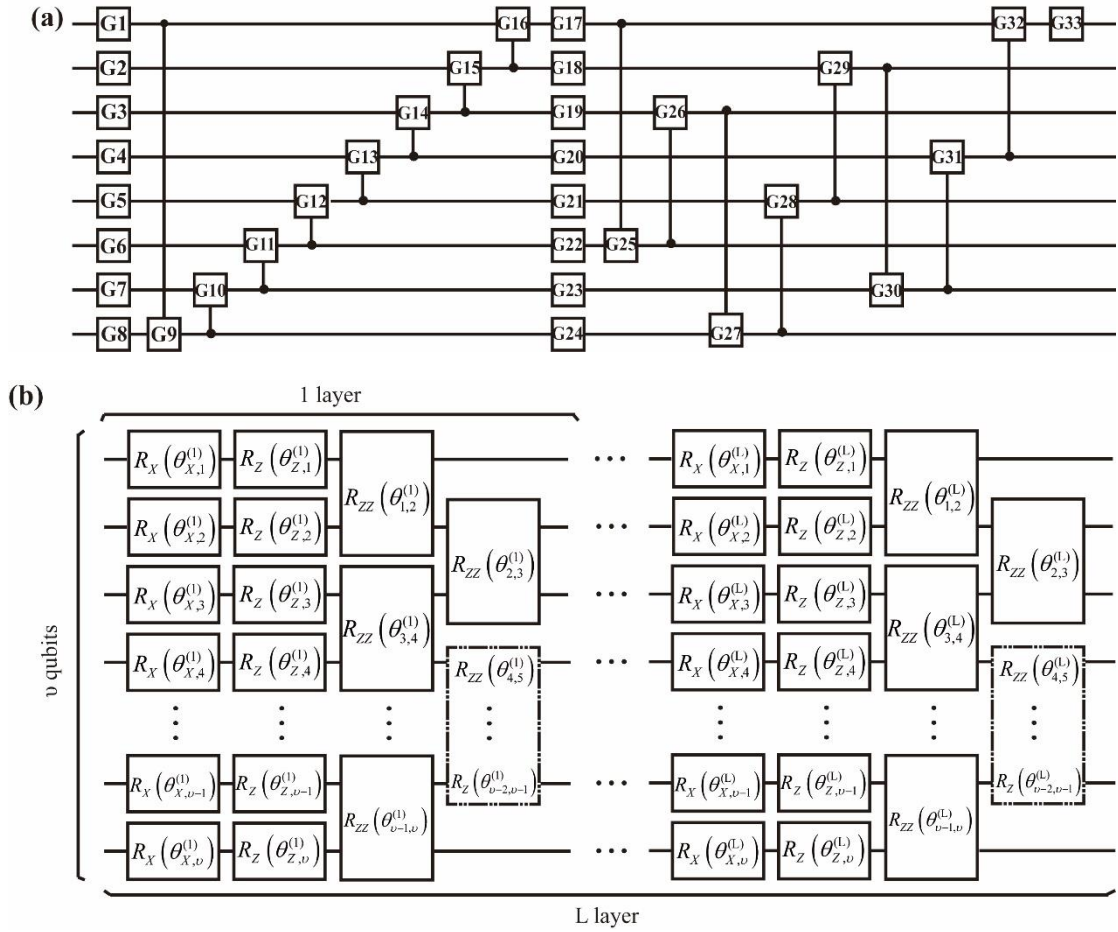 (a)
G1 G16 G17 G32 G33
G2 G15 G18 G29
G3 G14 G19 G26
G4 G13 G20 G31
G5 G12 G21 G28
G6 G11 G22 G25
G7 G10 G23 G30
G8 G9 G24 G27
(b)
1 layer
R_X(θ_{X,1}^{(1)}) R_Z(θ_{Z,1}^{(1)}) ··· R_X(θ_{X,1}^{(L)}) R_Z(θ_{Z,1}^{(L)})
R_{ZZ}(θ_{1,2}^{(1)}) R_{ZZ}(θ_{1,2}^{(L)})
R_X(θ_{X,2}^{(1)}) R_Z(θ_{Z,2}^{(1)}) ··· R_X(θ_{X,2}^{(L)}) R_Z(θ_{Z,2}^{(L)})
R_{ZZ}(θ_{2,3}^{(1)}) R_{ZZ}(θ_{2,3}^{(L)})
R_X(θ_{X,3}^{(1)}) R_Z(θ_{Z,3}^{(1)}) ··· R_X(θ_{X,3}^{(L)}) R_Z(θ_{Z,3}^{(L)})
R_{ZZ}(θ_{3,4}^{(1)}) R_{ZZ}(θ_{3,4}^{(L)})
R_X(θ_{X,4}^{(1)}) R_Z(θ_{Z,4}^{(1)}) R_{ZZ}(θ_{4,5}^{(1)}) ··· R_X(θ_{X,4}^{(L)}) R_Z(θ_{Z,4}^{(L)}) R_{ZZ}(θ_{4,5}^{(L)})
υ qubits
R_X(θ_{X,υ-1}^{(1)}) R_Z(θ_{Z,υ-1}^{(1)}) R_Z(θ_{υ-2,υ-1}^{(1)}) ··· R_X(θ_{X,υ-1}^{(L)}) R_Z(θ_{Z,υ-1}^{(L)}) R_Z(θ_{υ-2,υ-1}^{(L)})
R_{ZZ}(θ_{υ-1,υ}^{(1)}) R_{ZZ}(θ_{υ-1,υ}^{(L)})
R_X(θ_{X,υ}^{(1)}) R_Z(θ_{Z,υ}^{(1)}) ··· R_X(θ_{X,υ}^{(L)}) R_Z(θ_{Z,υ}^{(L)})
L layer